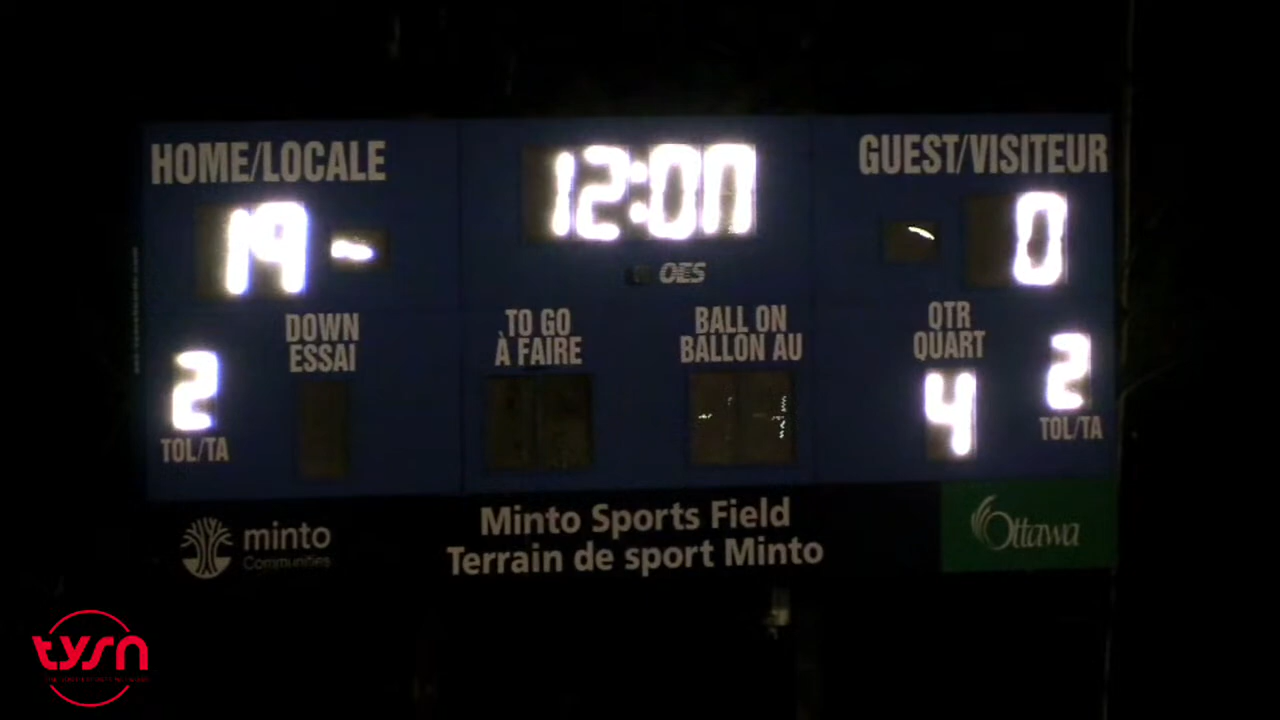 HOME/LOCALE
12:00
GUEST/VISITEUR
19
0
OES
DOWN
ESSAI
TO GO
À FAIRE
BALL ON
BALLON AU
QTR
QUART
2
TOL/TA
4
2
TOL/TA
minto
Communities
Minto Sports Field
Terrain de sport Minto
Ottawa
tysn